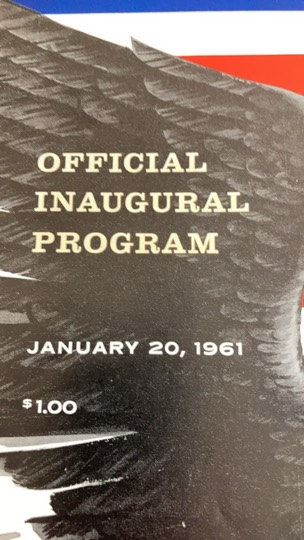 OFFICIAL
INAUGURAL
PROGRAM
JANUARY 20, 1961
$1.00